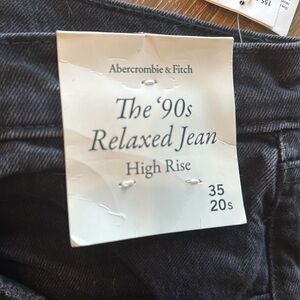 Abercrombie & Fitch
The ‘90s
Relaxed Jean
High Rise
35
20s